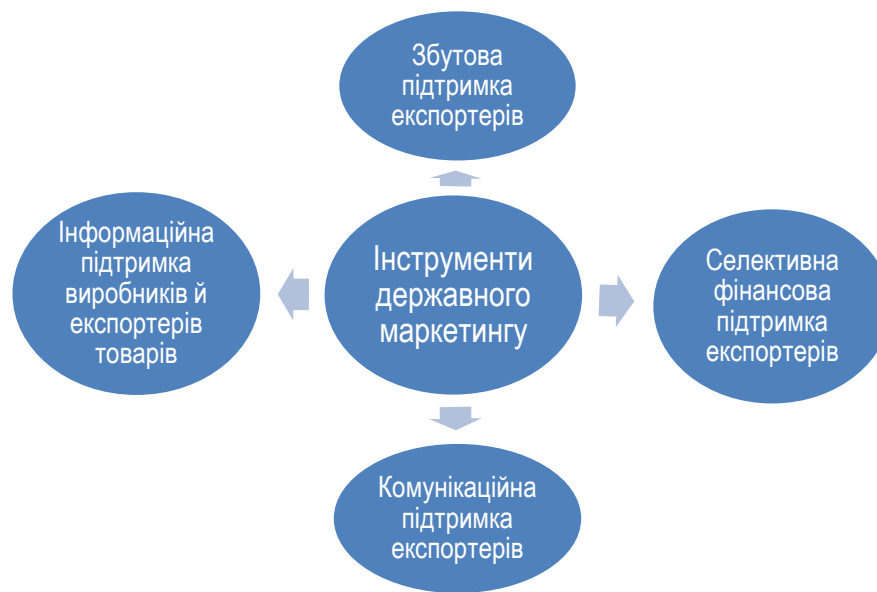 Збутова
підтримка
експортерів
Інформаційна
підтримка
виробників й
експортерів
товарів
Інструменти
державного
маркетингу
Селективна
фінансова
підтримка
експортерів
Комунікаційна
підтримка
експортерів